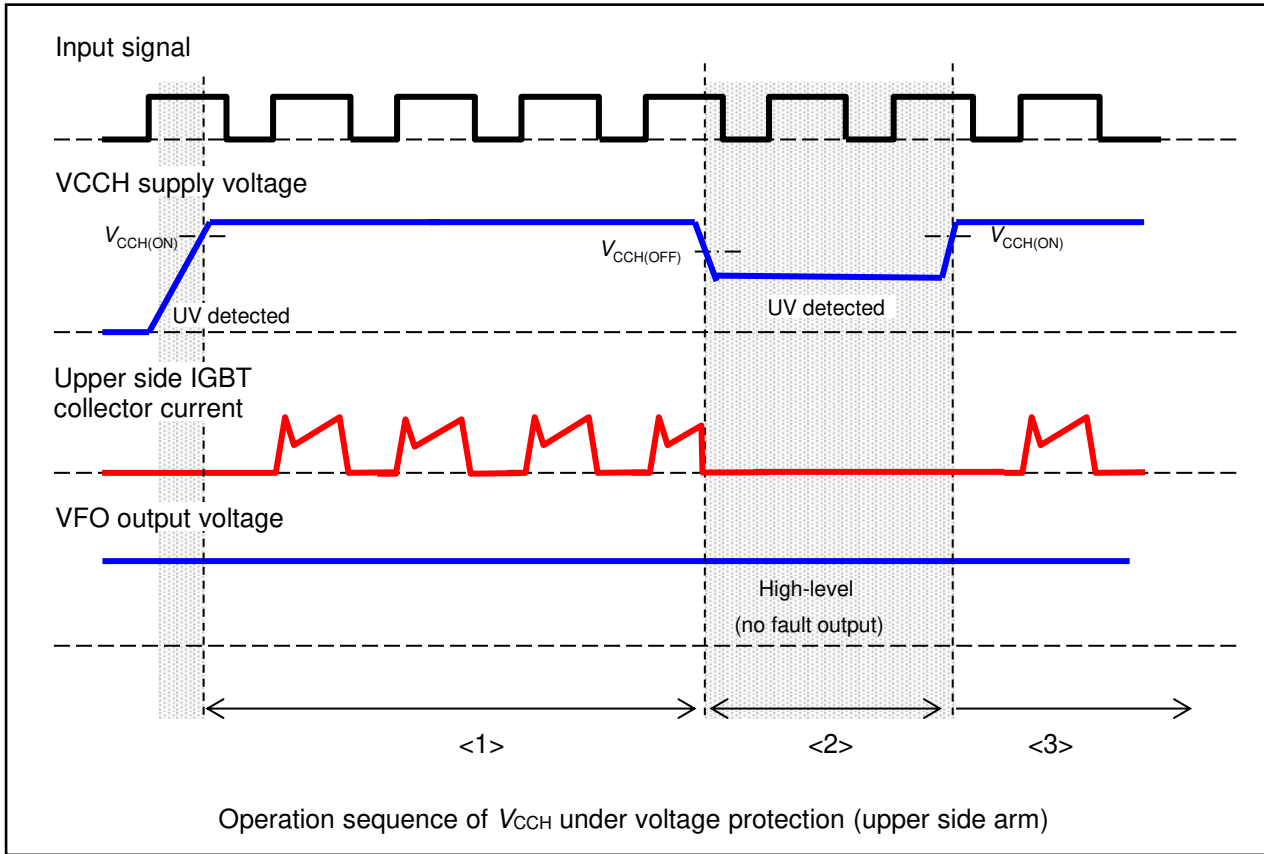 Input signal
VCCH supply voltage
VCCH(ON)
VCCH(OFF)
VCCH(ON)
UV detected
UV detected
Upper side IGBT
collector current
VFO output voltage
High-level
(no fault output)
<1>
<2>
<3>
Operation sequence of VCCH under voltage protection (upper side arm)